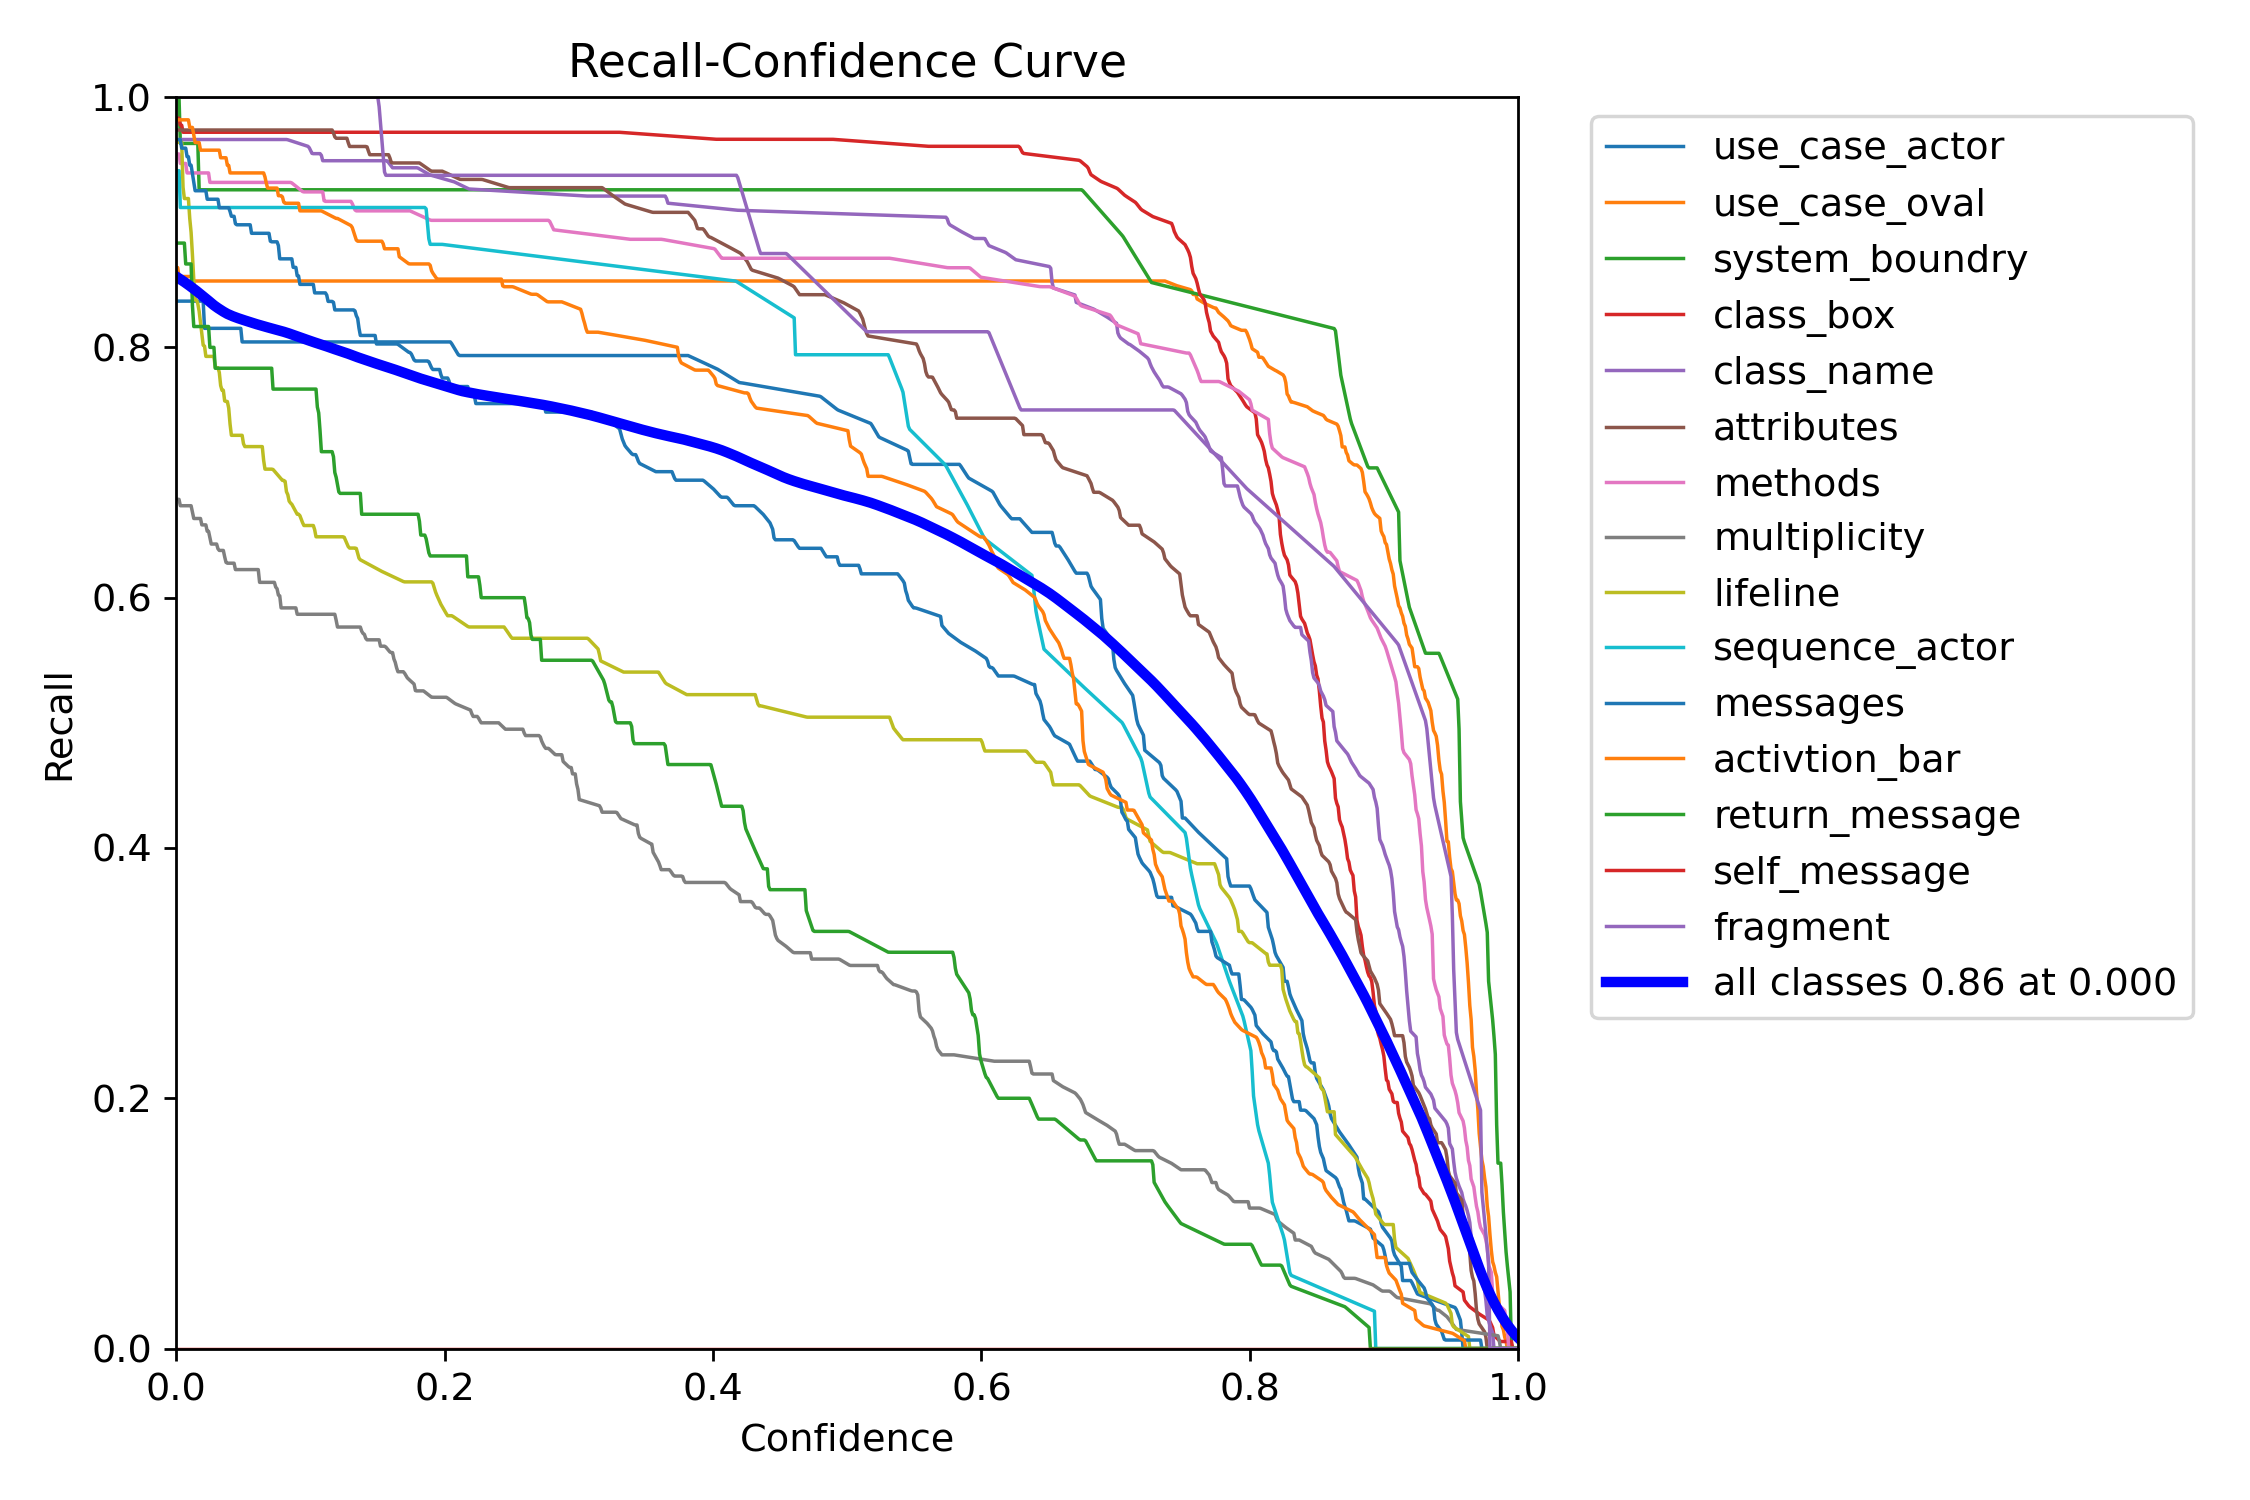 Recall-Confidence Curve
1.0
0.8
0.6
0.4
0.2
0.0
Recall
0.0 0.2 0.4 0.6 0.8 1.0
Confidence
use_case_actor
use_case_oval
system_boundry
class_box
class_name
attributes
methods
multiplicity
lifeline
sequence_actor
messages
activtion_bar
return_message
self_message
fragment
all classes 0.86 at 0.000